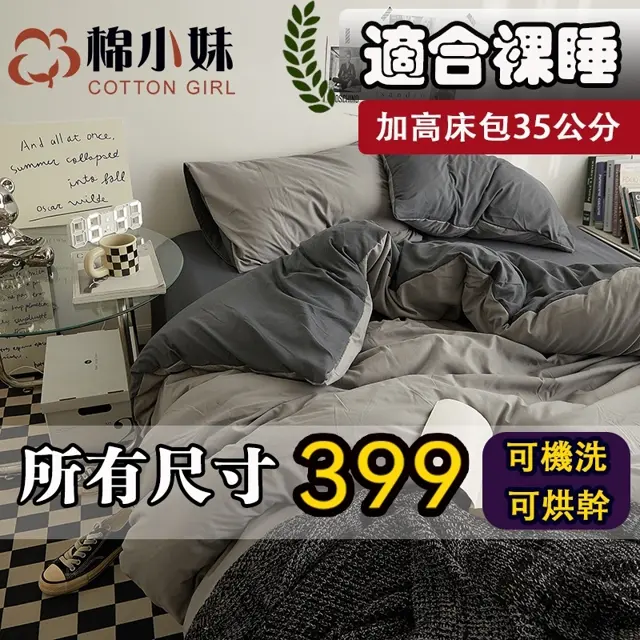 棉小妹
COTTON GIRL
適合裸睡
加高床包35公分
And all at once,
summer collapsed
into fall
oscar wilde
所有尺寸
399
可機洗
可烘幹